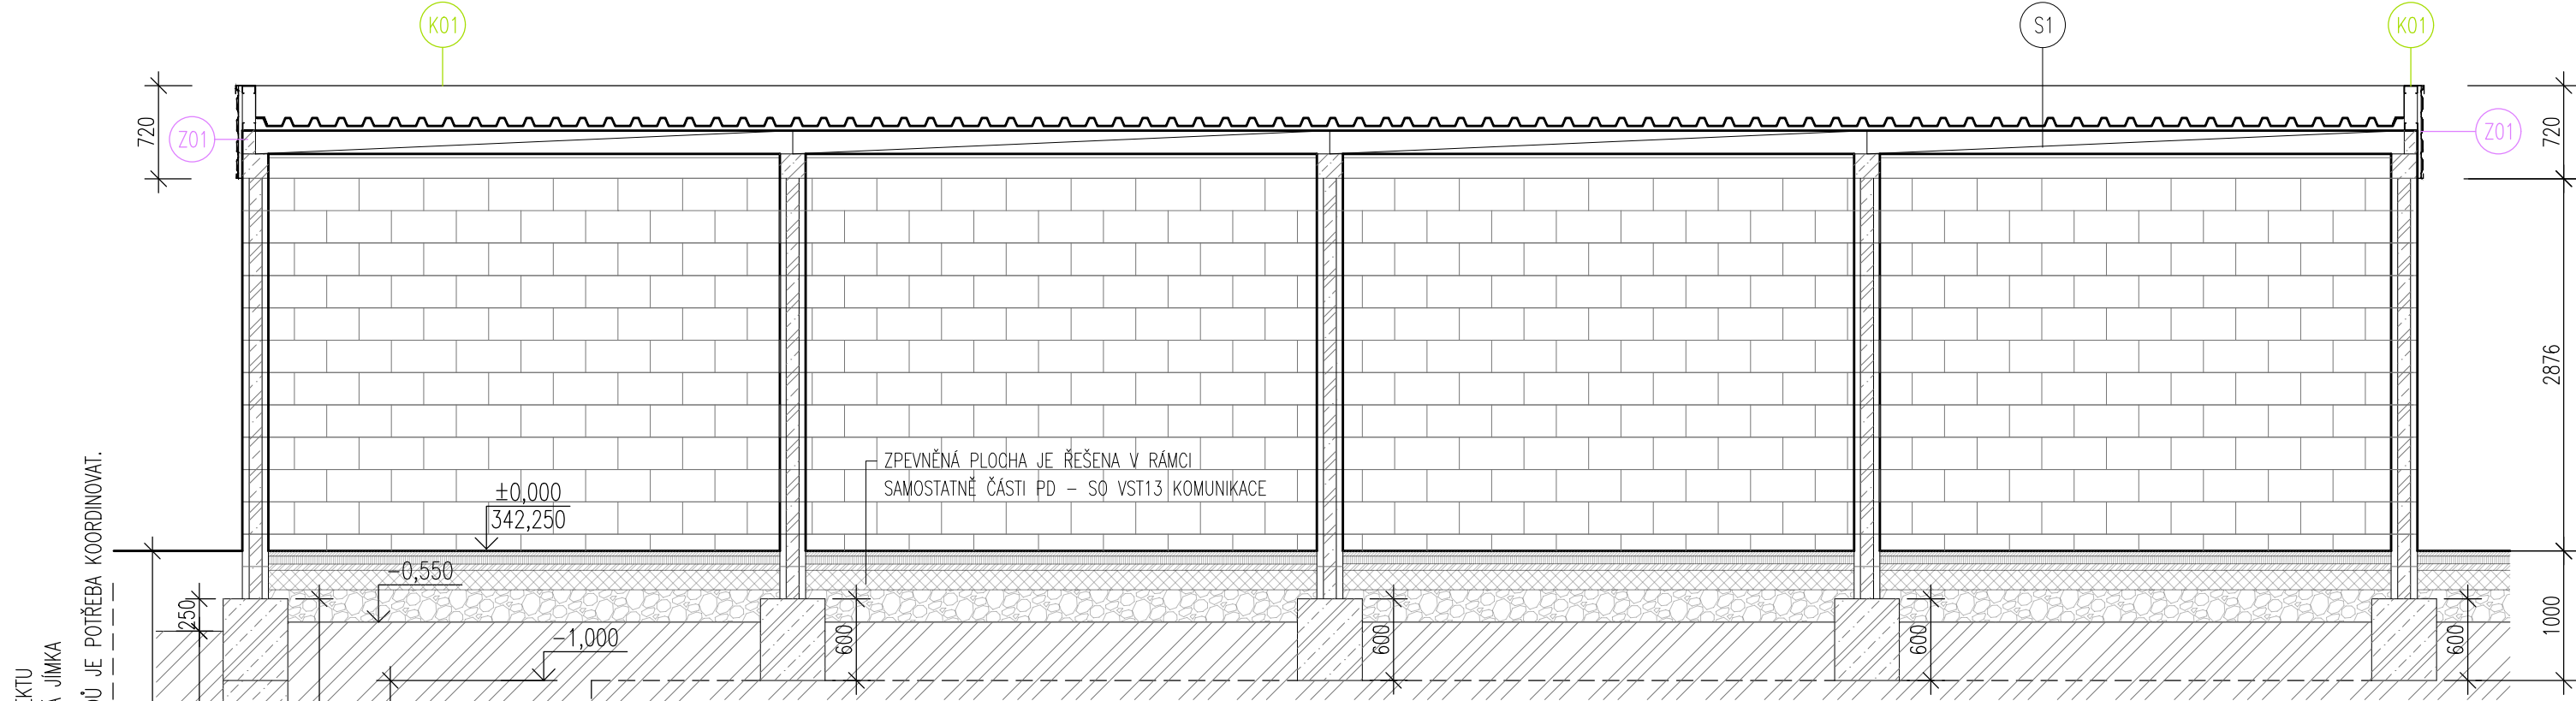 K01
S1
K01
720
Z01
Z01
720
2876
ZPEVNĚNÁ PLOCHA JE ŘEŠENA V RÁMCI
SAMOSTATNÉ ČÁSTI PD – SO VST13 KOMUNIKACE
±0,000
342,250
-0,550
250
-1,000
600
600
600
600
1000
JÍMKA
JE POTŘEBA KOORDINOVAT.